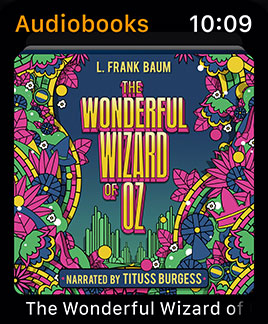 Audiobooks 10:09
L. FRANK BAUM
THE
WONDERFUL
WIZARD
OF OZ
NARRATED BY TITUSS BURGESS
The Wonderful Wizard of